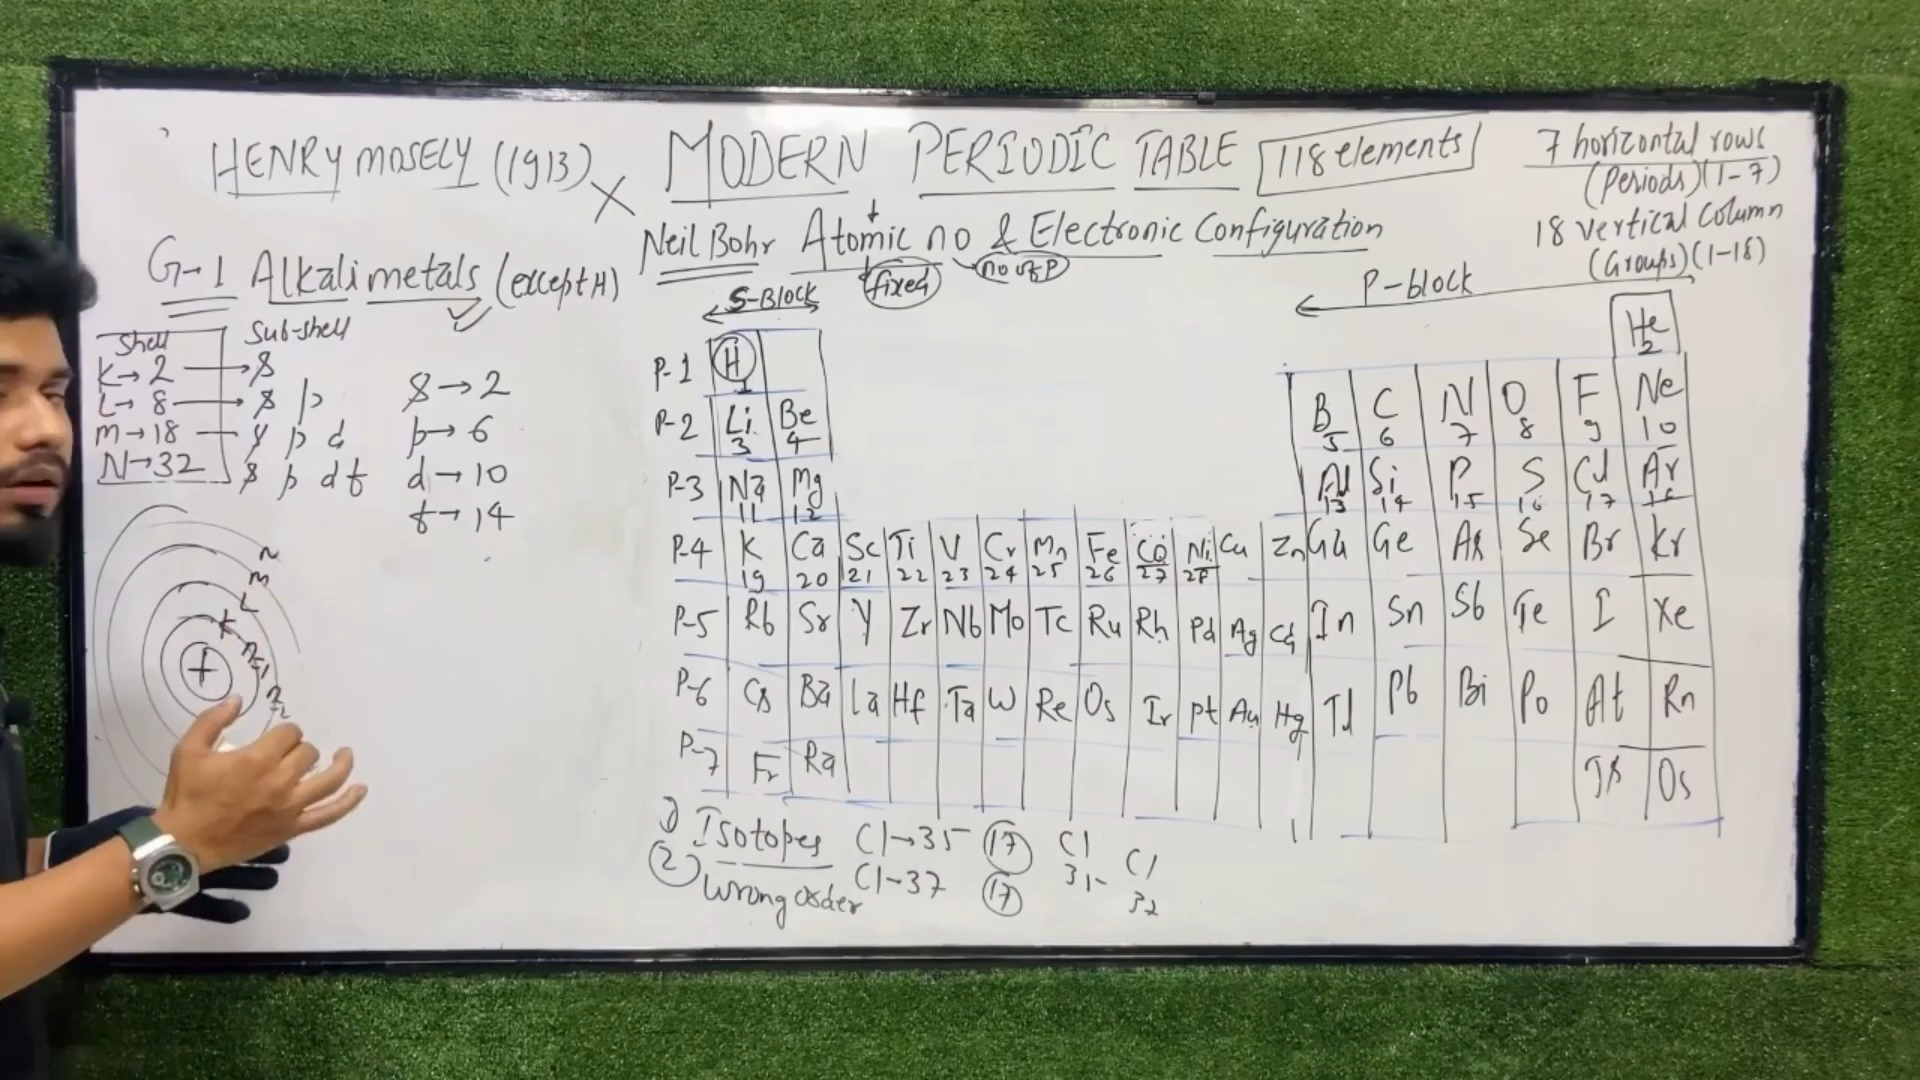 HENRY MOSELY (1913) X MODERN PERIODIC TABLE 118 elements
7 horizontal rows
(Periods) (1-7)
18 vertical Column
(Groups) (1-18)
Neil Bohr Atomic no & Electronic Configuration
fixed no of P
G-1 Alkali metals (except H)
Shell Sub-shell
K→2 → s
L→8 → s p
M→18 - s p d
N→32 s p d f
s→2
p→6
d→10
f→14
N
M
L
K
+
S-BLOCK
P-block
He
2
P-1 H
1
P-2 Li Be B C N O F Ne
3 4 5 6 7 8 9 10
P-3 Na Mg Al Si P S Cl Ar
11 12 13 14 15 16 17 18
P-4 K Ca Sc Ti V Cr Mn Fe Co Ni Cu Zn Ga Ge As Se Br Kr
19 20 21 22 23 24 25 26 27 28
P-5 Rb Sr Y Zr Nb Mo Tc Ru Rh Pd Ag Cd In Sn Sb Te I Xe
P-6 Cs Ba La Hf Ta W Re Os Ir Pt Au Hg Tl Pb Bi Po At Rn
P-7 Fr Ra Ts Os
1) Isotopes Cl→35 17 Cl
Cl-37 17
Cl
2 Wrong order
32